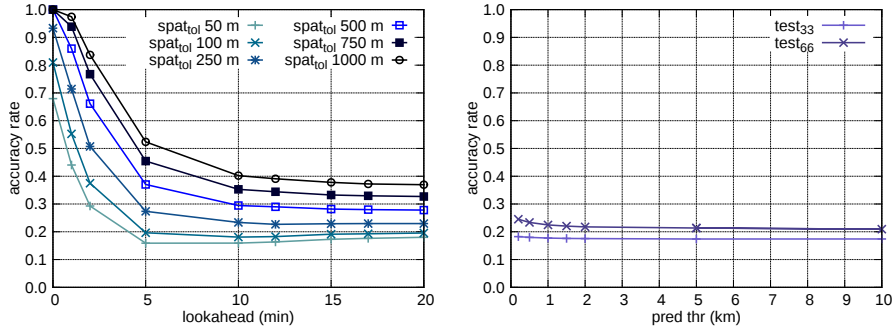 1.0
0.9
0.8
0.7
0.6
0.5
0.4
0.3
0.2
0.1
0.0
accuracy rate
0 5 10 15 20
lookahead (min)
spat_tol 50 m
spat_tol 100 m
spat_tol 250 m
spat_tol 500 m
spat_tol 750 m
spat_tol 1000 m
1.0
0.9
0.8
0.7
0.6
0.5
0.4
0.3
0.2
0.1
0.0
accuracy rate
0 1 2 3 4 5 6 7 8 9 10
pred thr (km)
test_33
test_66